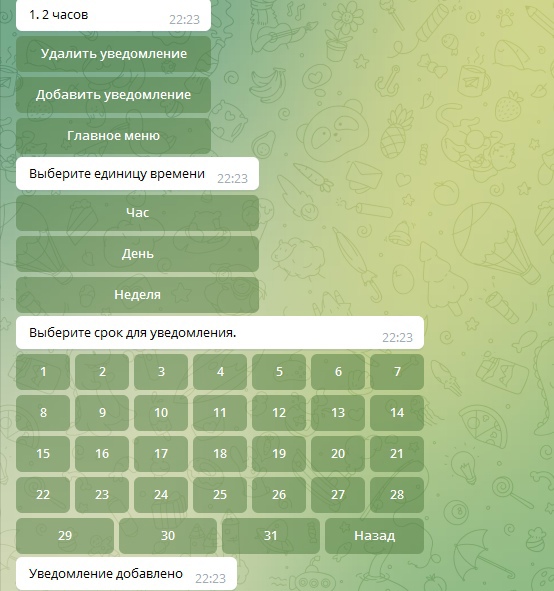 1. 2 часов 22:23
Удалить уведомление
Добавить уведомление
Главное меню
Выберите единицу времени 22:23
Час
День
Неделя
Выберите срок для уведомления. 22:23
1 2 3 4 5 6 7
8 9 10 11 12 13 14
15 16 17 18 19 20 21
22 23 24 25 26 27 28
29 30 31 Назад
Уведомление добавлено 22:23